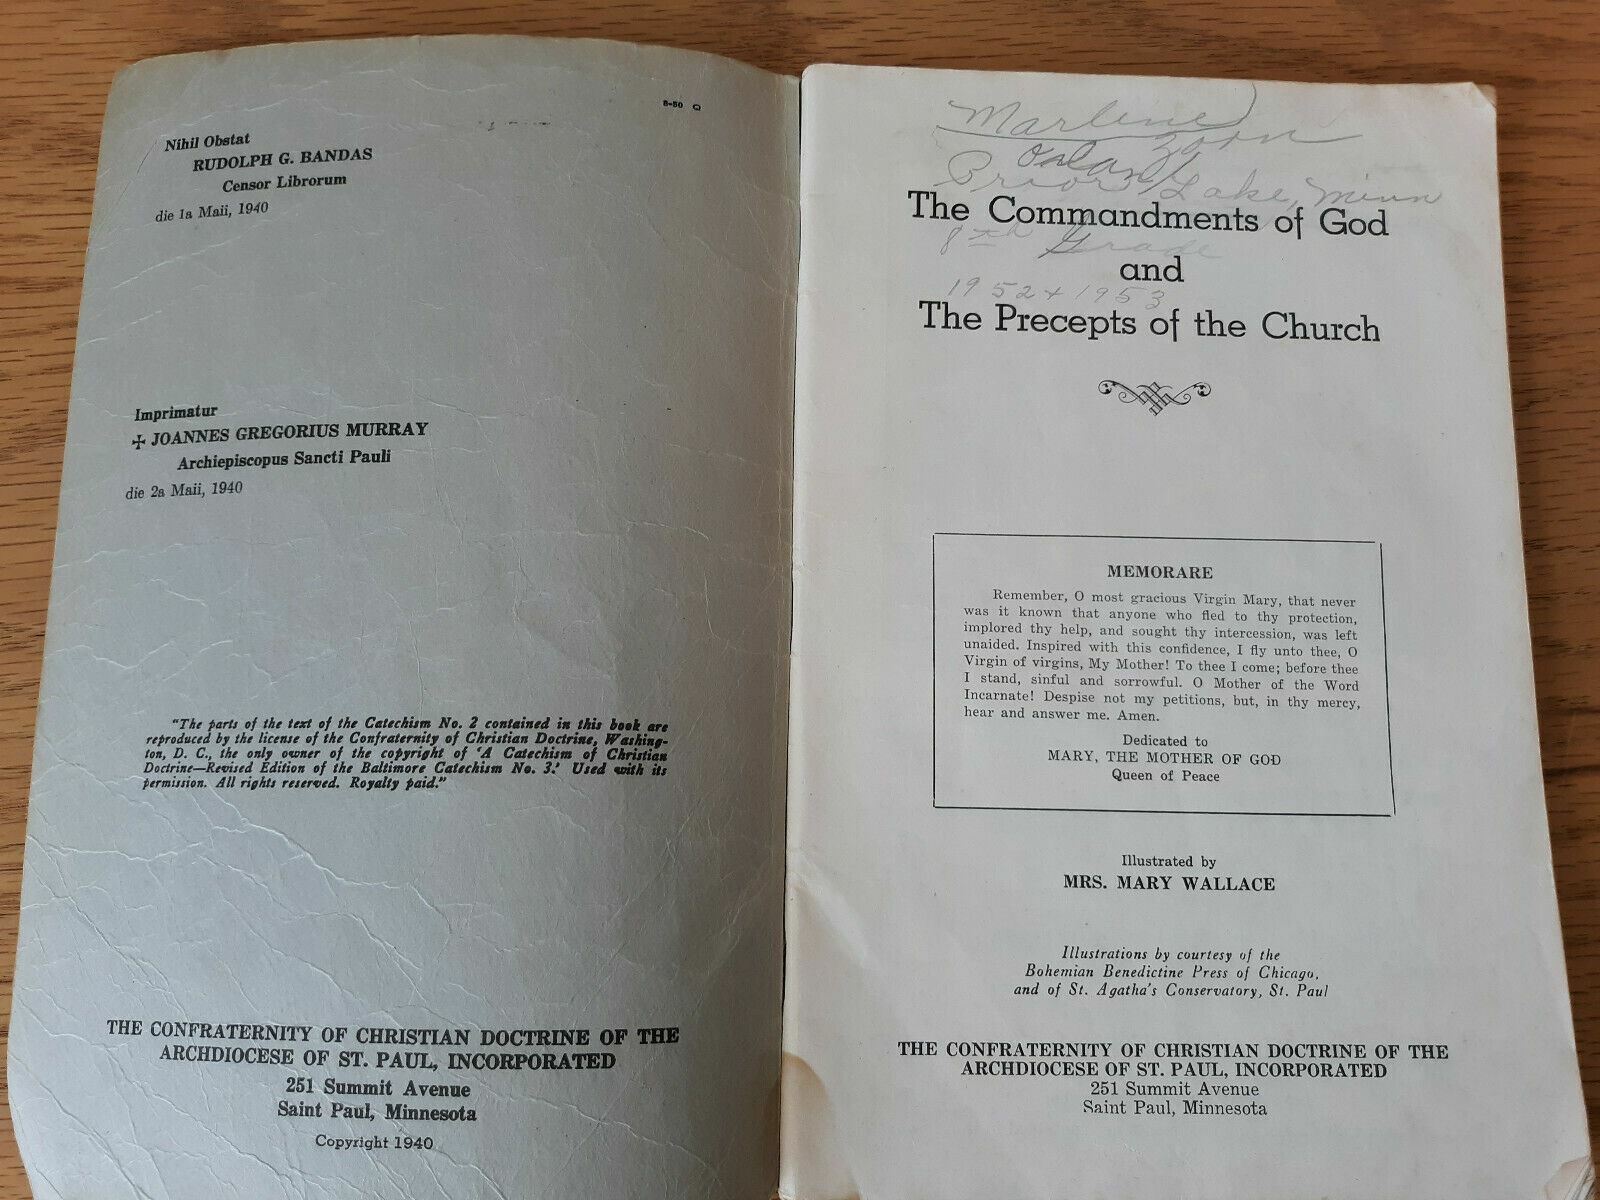 8-50 Q
Nihil Obstat
RUDOLPH G. BANDAS
Censor Librorum
die 1a Maii, 1940
Imprimatur
✢ JOANNES GREGORIUS MURRAY
Archiepiscopus Sancti Pauli
die 2a Maii, 1940
"The parts of the text of the Catechism No. 2 contained in this book are
reproduced by the license of the Confraternity of Christian Doctrine, Washing-
ton, D. C., the only owner of the copyright of 'A Catechism of Christian
Doctrine—Revised Edition of the Baltimore Catechism No. 3.' Used with its
permission. All rights reserved. Royalty paid."
THE CONFRATERNITY OF CHRISTIAN DOCTRINE OF THE
ARCHDIOCESE OF ST. PAUL, INCORPORATED
251 Summit Avenue
Saint Paul, Minnesota
Copyright 1940
Marlene
Zorn
Prior Lake, Minn
The Commandments of God
8th Grade
and
1952 + 1953
The Precepts of the Church
MEMORARE
Remember, O most gracious Virgin Mary, that never
was it known that anyone who fled to thy protection,
implored thy help, and sought thy intercession, was left
unaided. Inspired with this confidence, I fly unto thee, O
Virgin of virgins, My Mother! To thee I come; before thee
I stand, sinful and sorrowful. O Mother of the Word
Incarnate! Despise not my petitions, but, in thy mercy,
hear and answer me. Amen.
Dedicated to
MARY, THE MOTHER OF GOD
Queen of Peace
Illustrated by
MRS. MARY WALLACE
Illustrations by courtesy of the
Bohemian Benedictine Press of Chicago,
and of St. Agatha's Conservatory, St. Paul
THE CONFRATERNITY OF CHRISTIAN DOCTRINE OF THE
ARCHDIOCESE OF ST. PAUL, INCORPORATED
251 Summit Avenue
Saint Paul, Minnesota